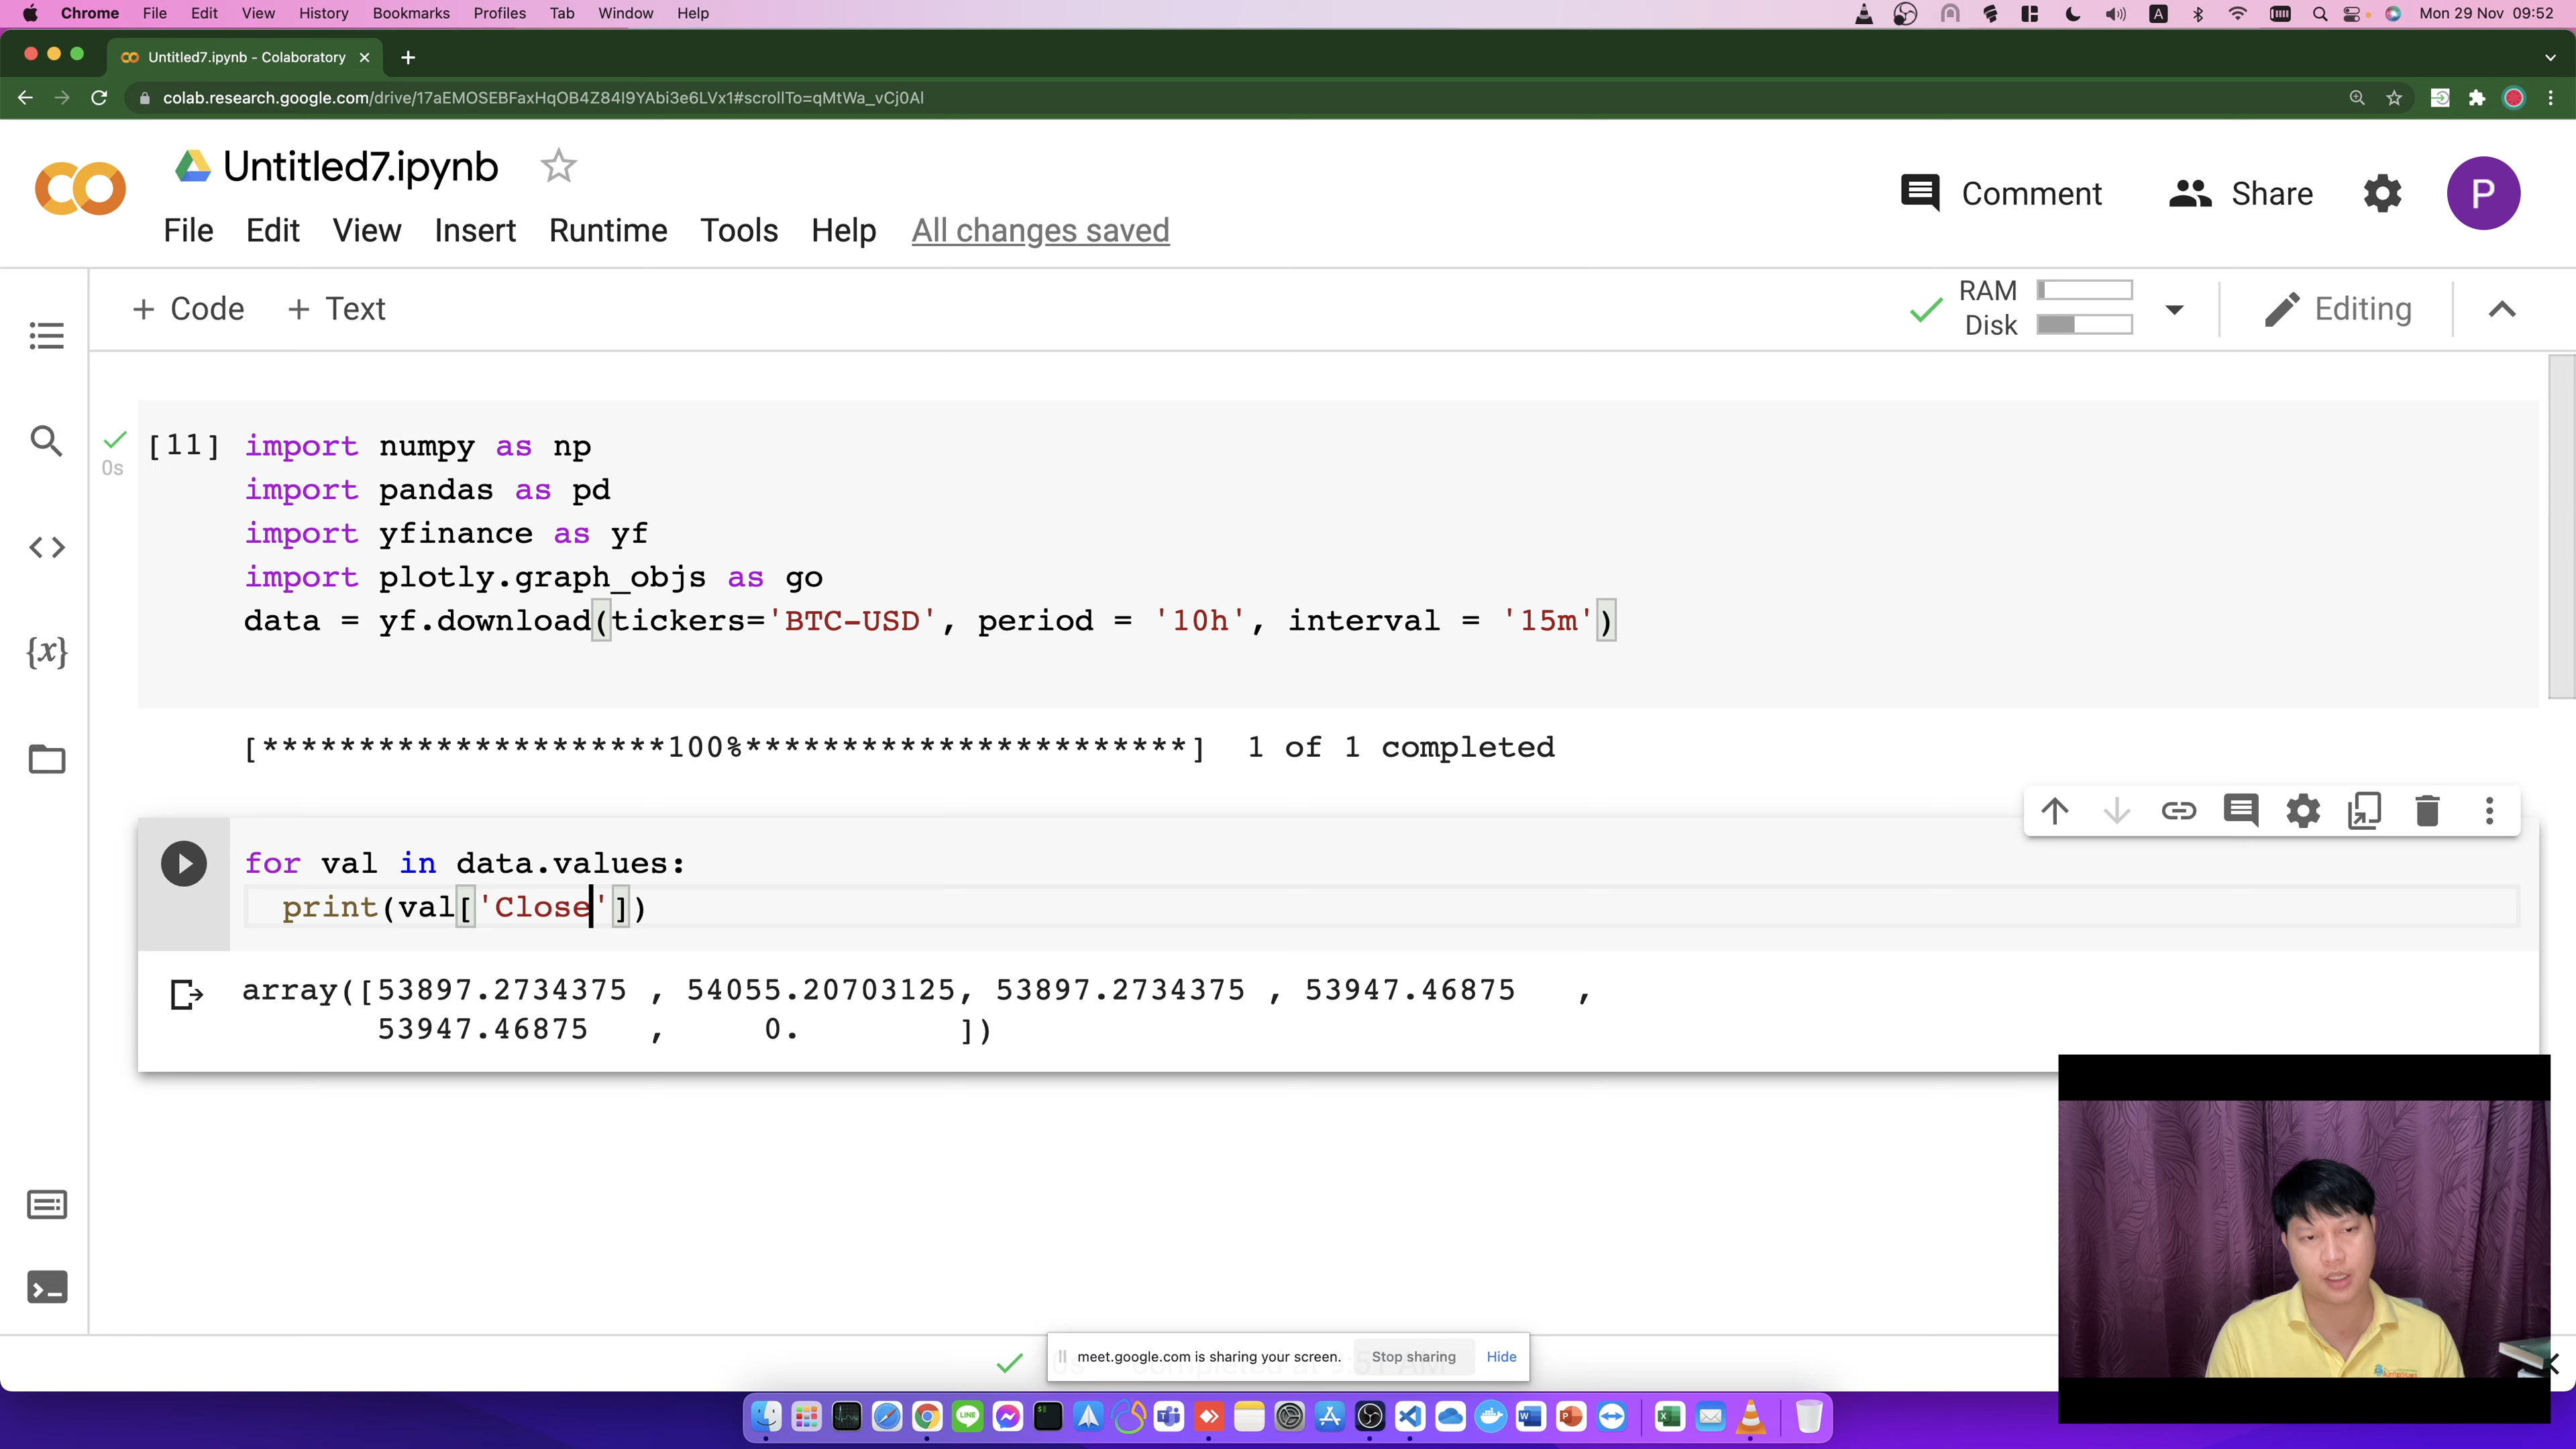 Chrome File Edit View History Bookmarks Profiles Tab Window Help A Mon 29 Nov 09:52
Untitled7.ipynb - Colaboratory
colab.research.google.com/drive/17aEMOSEBFaxHqOB4Z84I9YAbi3e6LVx1#scrollTo=qMtWa_vCj0Al
Untitled7.ipynb
Comment Share P
File Edit View Insert Runtime Tools Help All changes saved
+ Code + Text RAM Disk Editing
[11] import numpy as np
0s
import pandas as pd
import yfinance as yf
import plotly.graph_objs as go
data = yf.download(tickers='BTC-USD', period = '10h', interval = '15m')
[*********************100%***********************] 1 of 1 completed
for val in data.values:
print(val['Close'])
array([53897.2734375 , 54055.20703125, 53897.2734375 , 53947.46875 ,
53947.46875 , 0. ])
meet.google.com is sharing your screen. Stop sharing Hide